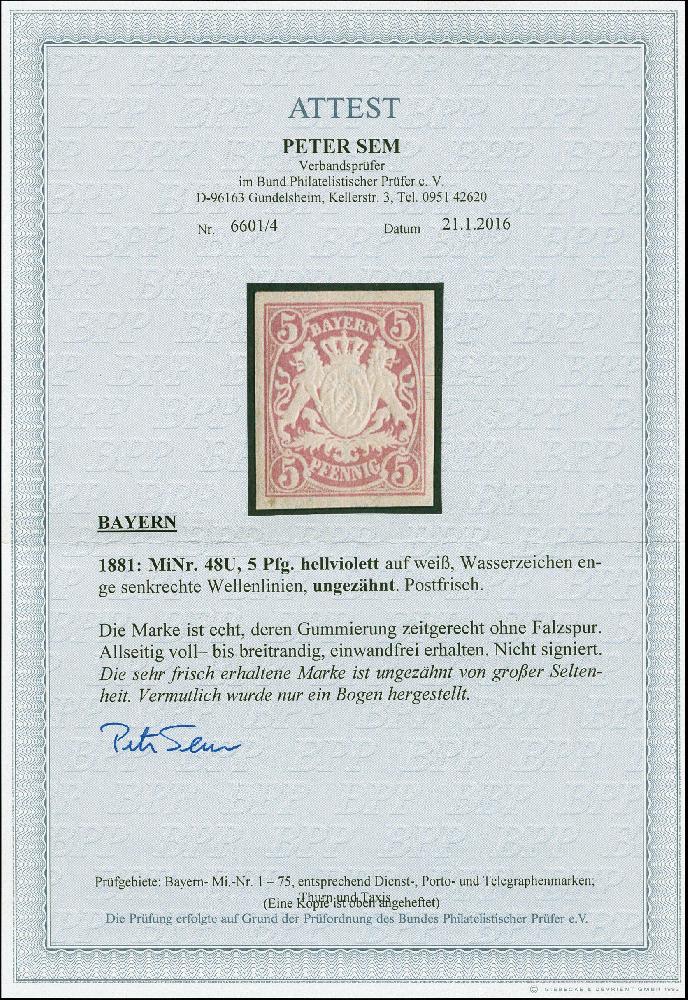 ATTEST
PETER SEM
Verbandsprüfer
im Bund Philatelistischer Prüfer e. V.
D-96163 Gundelsheim, Kellerstr. 3, Tel. 0951 42620
Nr. 6601/4 Datum 21.1.2016
5 BAYERN 5
5 PFENNIG 5
BAYERN
1881: MiNr. 48U, 5 Pfg. hellviolett auf weiß, Wasserzeichen en-
ge senkrechte Wellenlinien, ungezähnt. Postfrisch.
Die Marke ist echt, deren Gummierung zeitgerecht ohne Falzspur.
Allseitig voll– bis breitrandig, einwandfrei erhalten. Nicht signiert.
Die sehr frisch erhaltene Marke ist ungezähnt von großer Selten-
heit. Vermutlich wurde nur ein Bogen hergestellt.
Peter Sem
Prüfgebiete: Bayern- Mi.-Nr. 1 – 75, entsprechend Dienst-, Porto- und Telegraphenmarken;
Thurn und Taxis
(Eine Kopie ist oben angeheftet)
Die Prüfung erfolgte auf Grund der Prüfordnung des Bundes Philatelistischer Prüfer e.V.
© GIESECKE & DEVRIENT GMBH